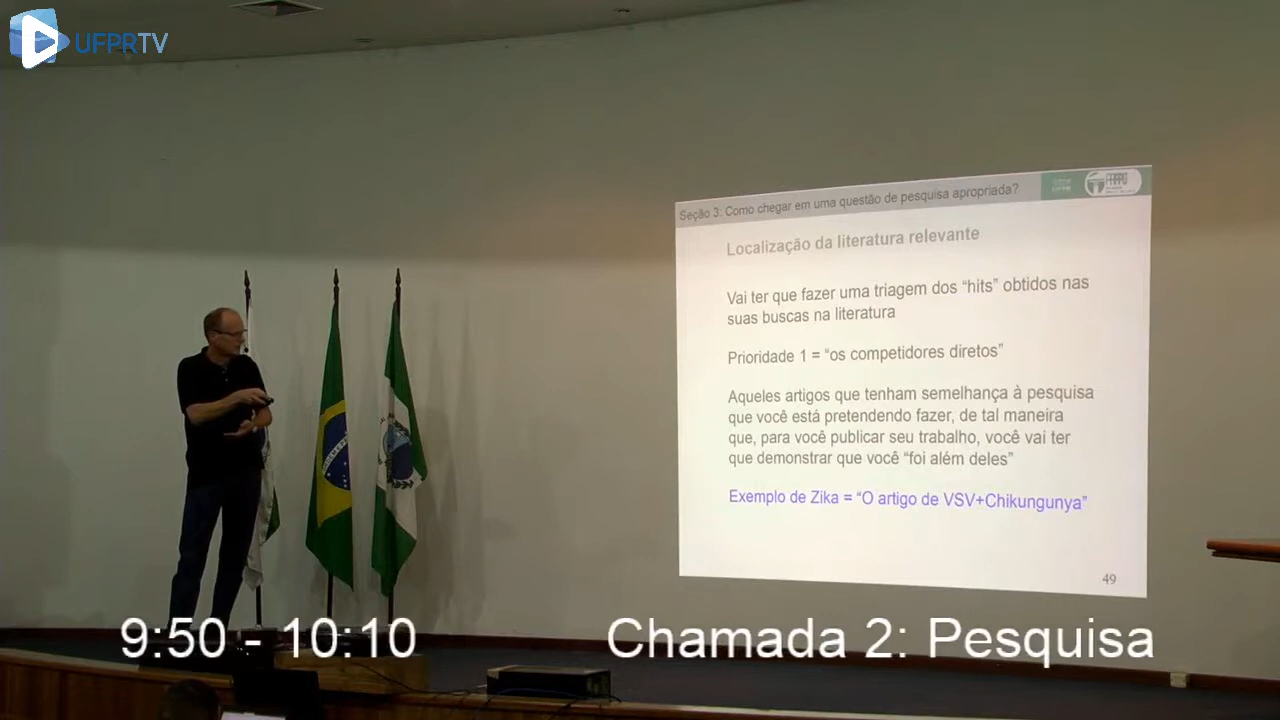 UFPRTV
Seção 3: Como chegar em uma questão de pesquisa apropriada?
Localização da literatura relevante
Vai ter que fazer uma triagem dos “hits” obtidos nas
suas buscas na literatura
Prioridade 1 = “os competidores diretos”
Aqueles artigos que tenham semelhança à pesquisa
que você está pretendendo fazer, de tal maneira
que, para você publicar seu trabalho, você vai ter
que demonstrar que você “foi além deles”
Exemplo de Zika = “O artigo de VSV+Chikungunya”
49
9:50 - 10:10
Chamada 2: Pesquisa